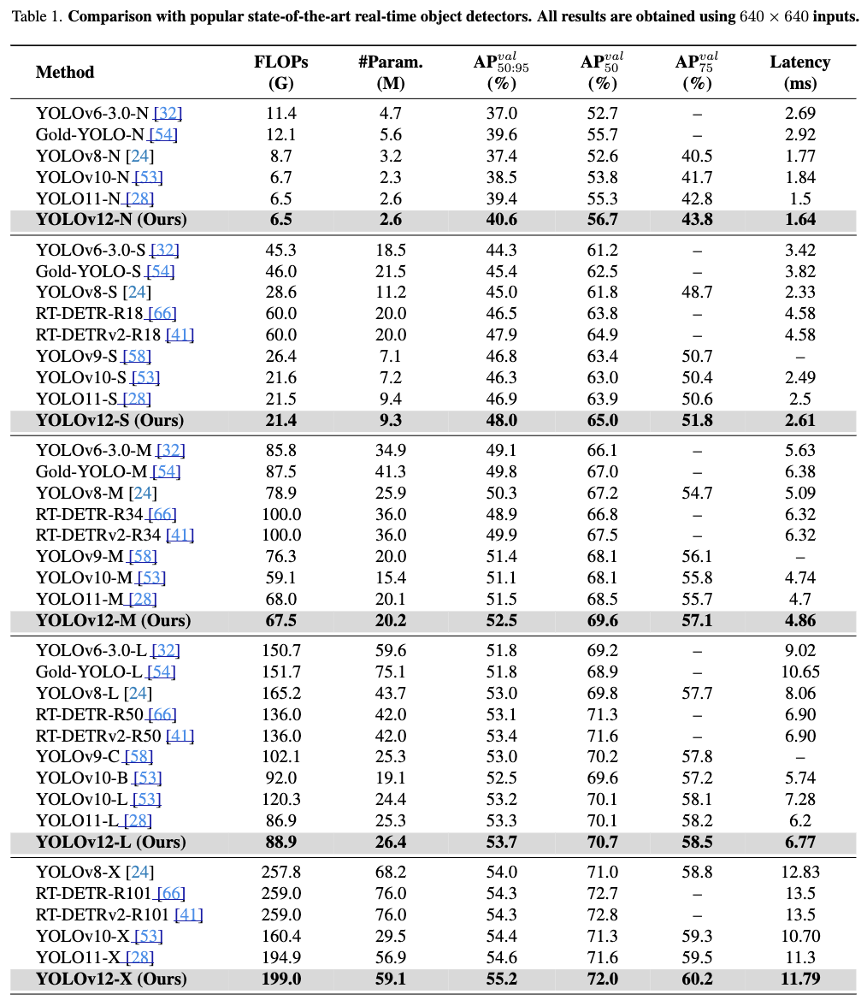 Table 1. Comparison with popular state-of-the-art real-time object detectors. All results are obtained using 640 × 640 inputs.
Method FLOPs (G) #Param. (M) AP^{val}_{50:95} (%) AP^{val}_{50} (%) AP^{val}_{75} (%) Latency (ms)
YOLOv6-3.0-N [32] 11.4 4.7 37.0 52.7 – 2.69
Gold-YOLO-N [54] 12.1 5.6 39.6 55.7 – 2.92
YOLOv8-N [24] 8.7 3.2 37.4 52.6 40.5 1.77
YOLOv10-N [53] 6.7 2.3 38.5 53.8 41.7 1.84
YOLO11-N [28] 6.5 2.6 39.4 55.3 42.8 1.5
YOLOv12-N (Ours) 6.5 2.6 40.6 56.7 43.8 1.64
YOLOv6-3.0-S [32] 45.3 18.5 44.3 61.2 – 3.42
Gold-YOLO-S [54] 46.0 21.5 45.4 62.5 – 3.82
YOLOv8-S [24] 28.6 11.2 45.0 61.8 48.7 2.33
RT-DETR-R18 [66] 60.0 20.0 46.5 63.8 – 4.58
RT-DETRv2-R18 [41] 60.0 20.0 47.9 64.9 – 4.58
YOLOv9-S [58] 26.4 7.1 46.8 63.4 50.7 –
YOLOv10-S [53] 21.6 7.2 46.3 63.0 50.4 2.49
YOLO11-S [28] 21.5 9.4 46.9 63.9 50.6 2.5
YOLOv12-S (Ours) 21.4 9.3 48.0 65.0 51.8 2.61
YOLOv6-3.0-M [32] 85.8 34.9 49.1 66.1 – 5.63
Gold-YOLO-M [54] 87.5 41.3 49.8 67.0 – 6.38
YOLOv8-M [24] 78.9 25.9 50.3 67.2 54.7 5.09
RT-DETR-R34 [66] 100.0 36.0 48.9 66.8 – 6.32
RT-DETRv2-R34 [41] 100.0 36.0 49.9 67.5 – 6.32
YOLOv9-M [58] 76.3 20.0 51.4 68.1 56.1 –
YOLOv10-M [53] 59.1 15.4 51.1 68.1 55.8 4.74
YOLO11-M [28] 68.0 20.1 51.5 68.5 55.7 4.7
YOLOv12-M (Ours) 67.5 20.2 52.5 69.6 57.1 4.86
YOLOv6-3.0-L [32] 150.7 59.6 51.8 69.2 – 9.02
Gold-YOLO-L [54] 151.7 75.1 51.8 68.9 – 10.65
YOLOv8-L [24] 165.2 43.7 53.0 69.8 57.7 8.06
RT-DETR-R50 [66] 136.0 42.0 53.1 71.3 – 6.90
RT-DETRv2-R50 [41] 136.0 42.0 53.4 71.6 – 6.90
YOLOv9-C [58] 102.1 25.3 53.0 70.2 57.8 –
YOLOv10-B [53] 92.0 19.1 52.5 69.6 57.2 5.74
YOLOv10-L [53] 120.3 24.4 53.2 70.1 58.1 7.28
YOLO11-L [28] 86.9 25.3 53.3 70.1 58.2 6.2
YOLOv12-L (Ours) 88.9 26.4 53.7 70.7 58.5 6.77
YOLOv8-X [24] 257.8 68.2 54.0 71.0 58.8 12.83
RT-DETR-R101 [66] 259.0 76.0 54.3 72.7 – 13.5
RT-DETRv2-R101 [41] 259.0 76.0 54.3 72.8 – 13.5
YOLOv10-X [53] 160.4 29.5 54.4 71.3 59.3 10.70
YOLO11-X [28] 194.9 56.9 54.6 71.6 59.5 11.3
YOLOv12-X (Ours) 199.0 59.1 55.2 72.0 60.2 11.79